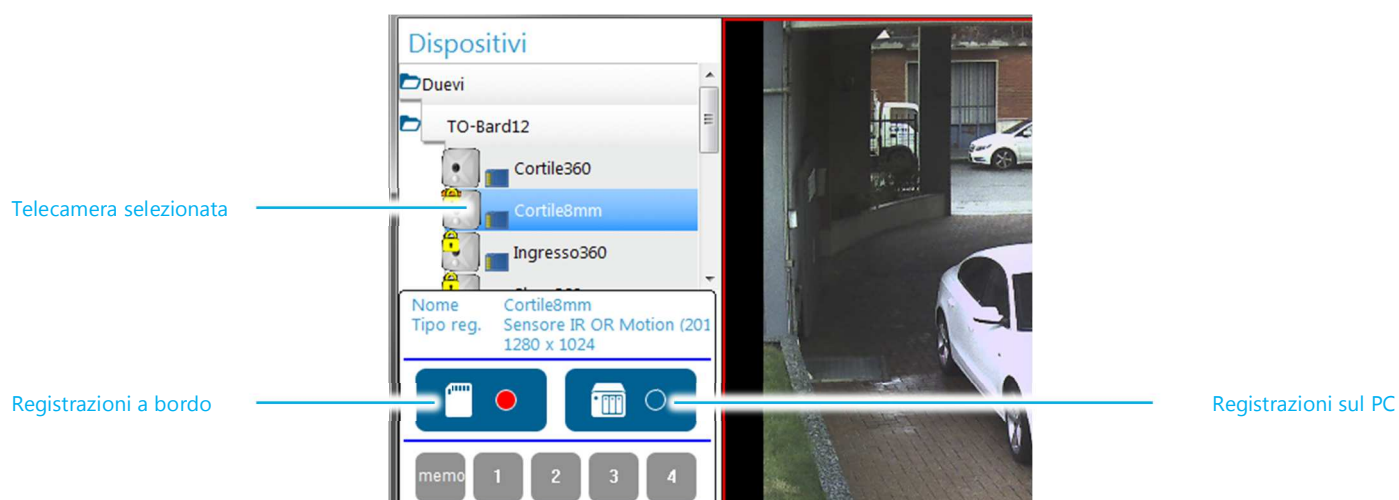 Dispositivi
Duevi
TO-Bard12
Cortile360
Telecamera selezionata
Cortile8mm
Ingresso360
Nome Cortile8mm
Tipo reg. Sensore IR OR Motion (201
1280 x 1024
Registrazioni a bordo
Registrazioni sul PC
memo 1 2 3 4